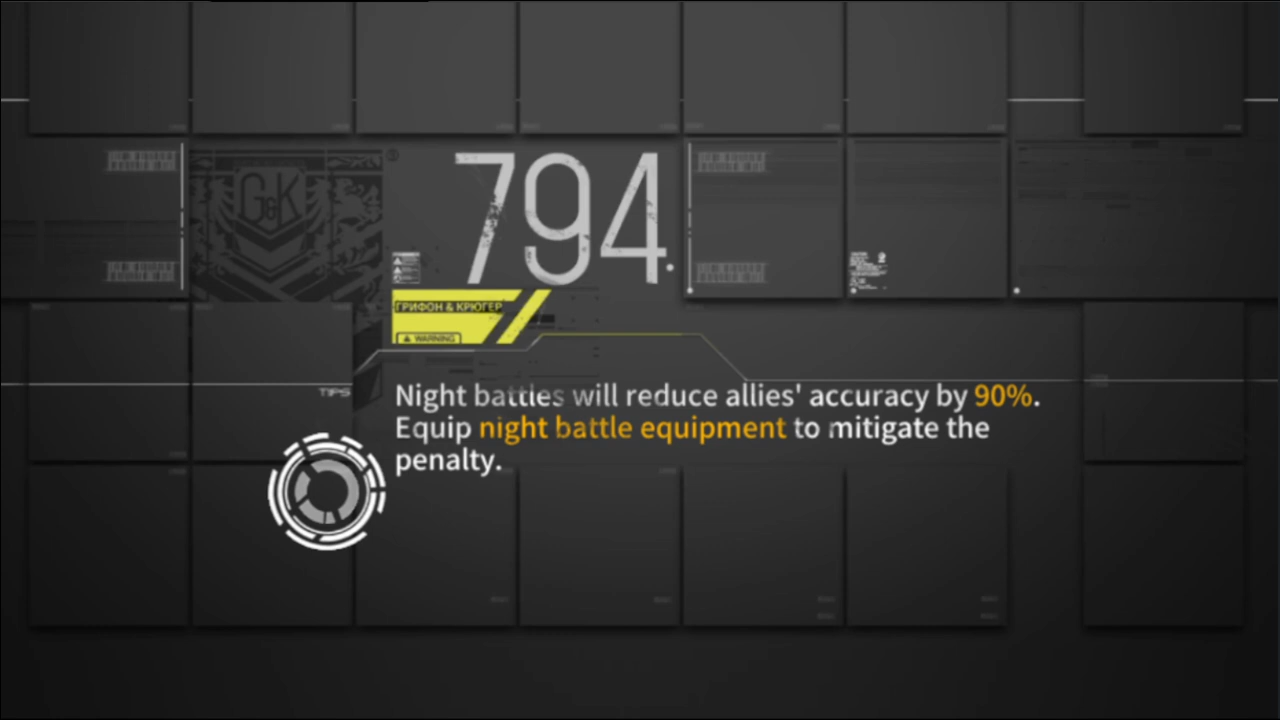 G&K
794.
ГРИФОН & КРЮГЕР
WARNING
TIPS
Night battles will reduce allies' accuracy by 90%.
Equip night battle equipment to mitigate the
penalty.